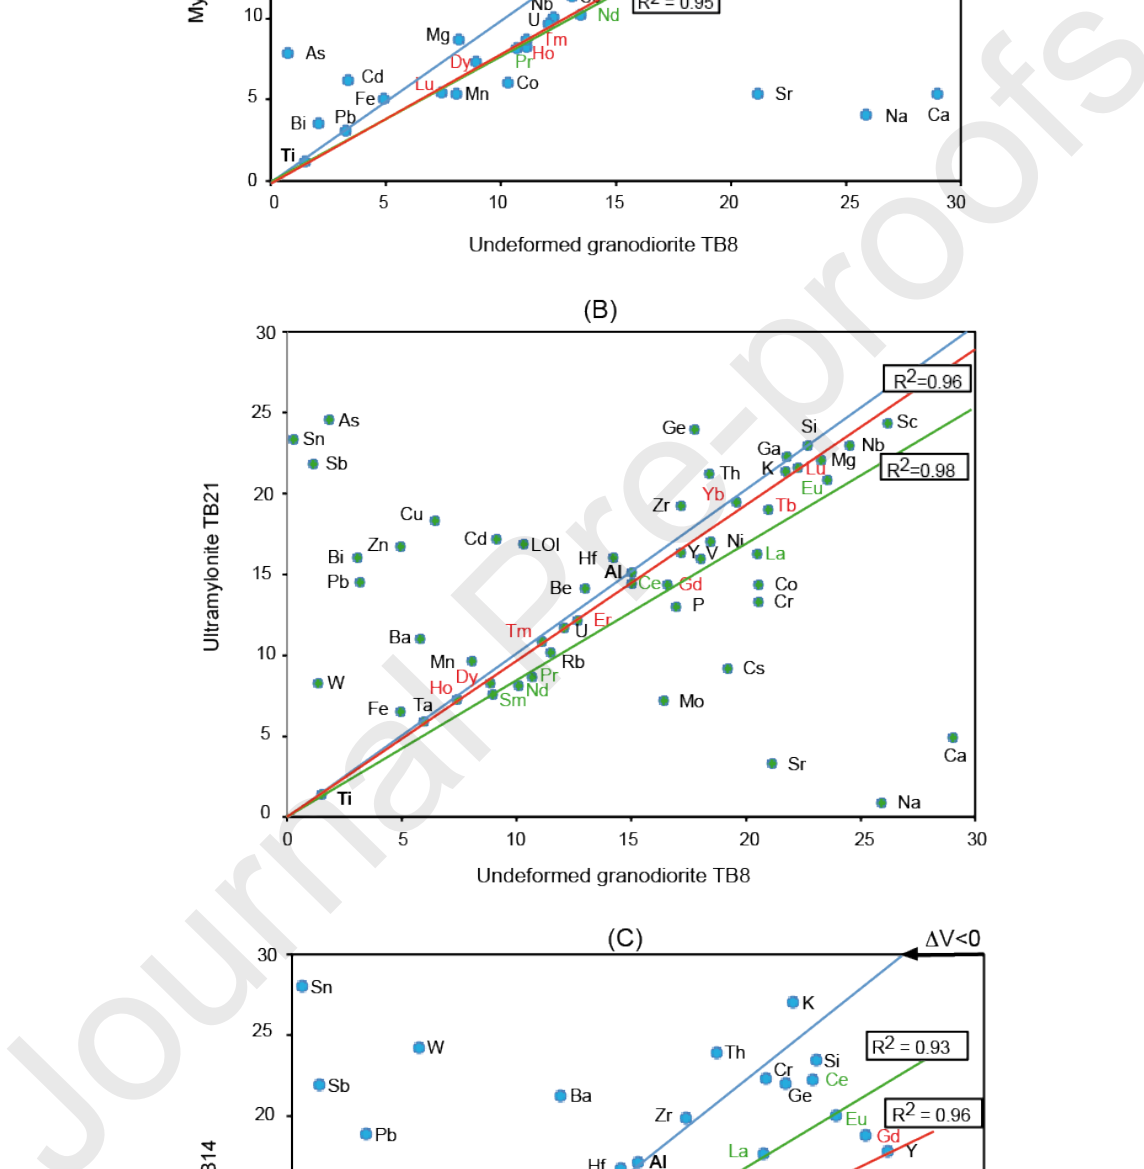 My
10
5
0
0 5 10 15 20 25 30
R² = 0.95
Nb
Nd
U
Tm
Mg
Ho
As
Dy
Pr
Cd
Lu
Co
Fe
Mn
Sr
Na
Ca
Bi
Pb
Ti
Undeformed granodiorite TB8
(B)
30
25
20
15
10
5
0
0 5 10 15 20 25 30
Ultramylonite TB21
R²=0.96
R²=0.98
As
Sn
Sb
Ge
Si
Sc
Ga
Nb
K
Lu
Mg
Th
Eu
Yb
Zr
Tb
Cu
Zn
Cd
LOI
Ni
Bi
Hf
Y
V
La
Pb
Al
Ce
Gd
Co
Be
P
Cr
Er
Tm
U
Ba
Mn
Rb
Cs
W
Dy
Pr
Ho
Nd
Sm
Mo
Fe
Ta
Ca
Sr
Ti
Na
Undeformed granodiorite TB8
(C)
ΔV<0
30
25
20
Sn
K
W
R² = 0.93
Th
Si
Cr
Ce
Sb
Ge
Ba
R² = 0.96
Zr
Eu
Pb
Gd
Y
La
Hf
Al
314
Journal Pre-proofs